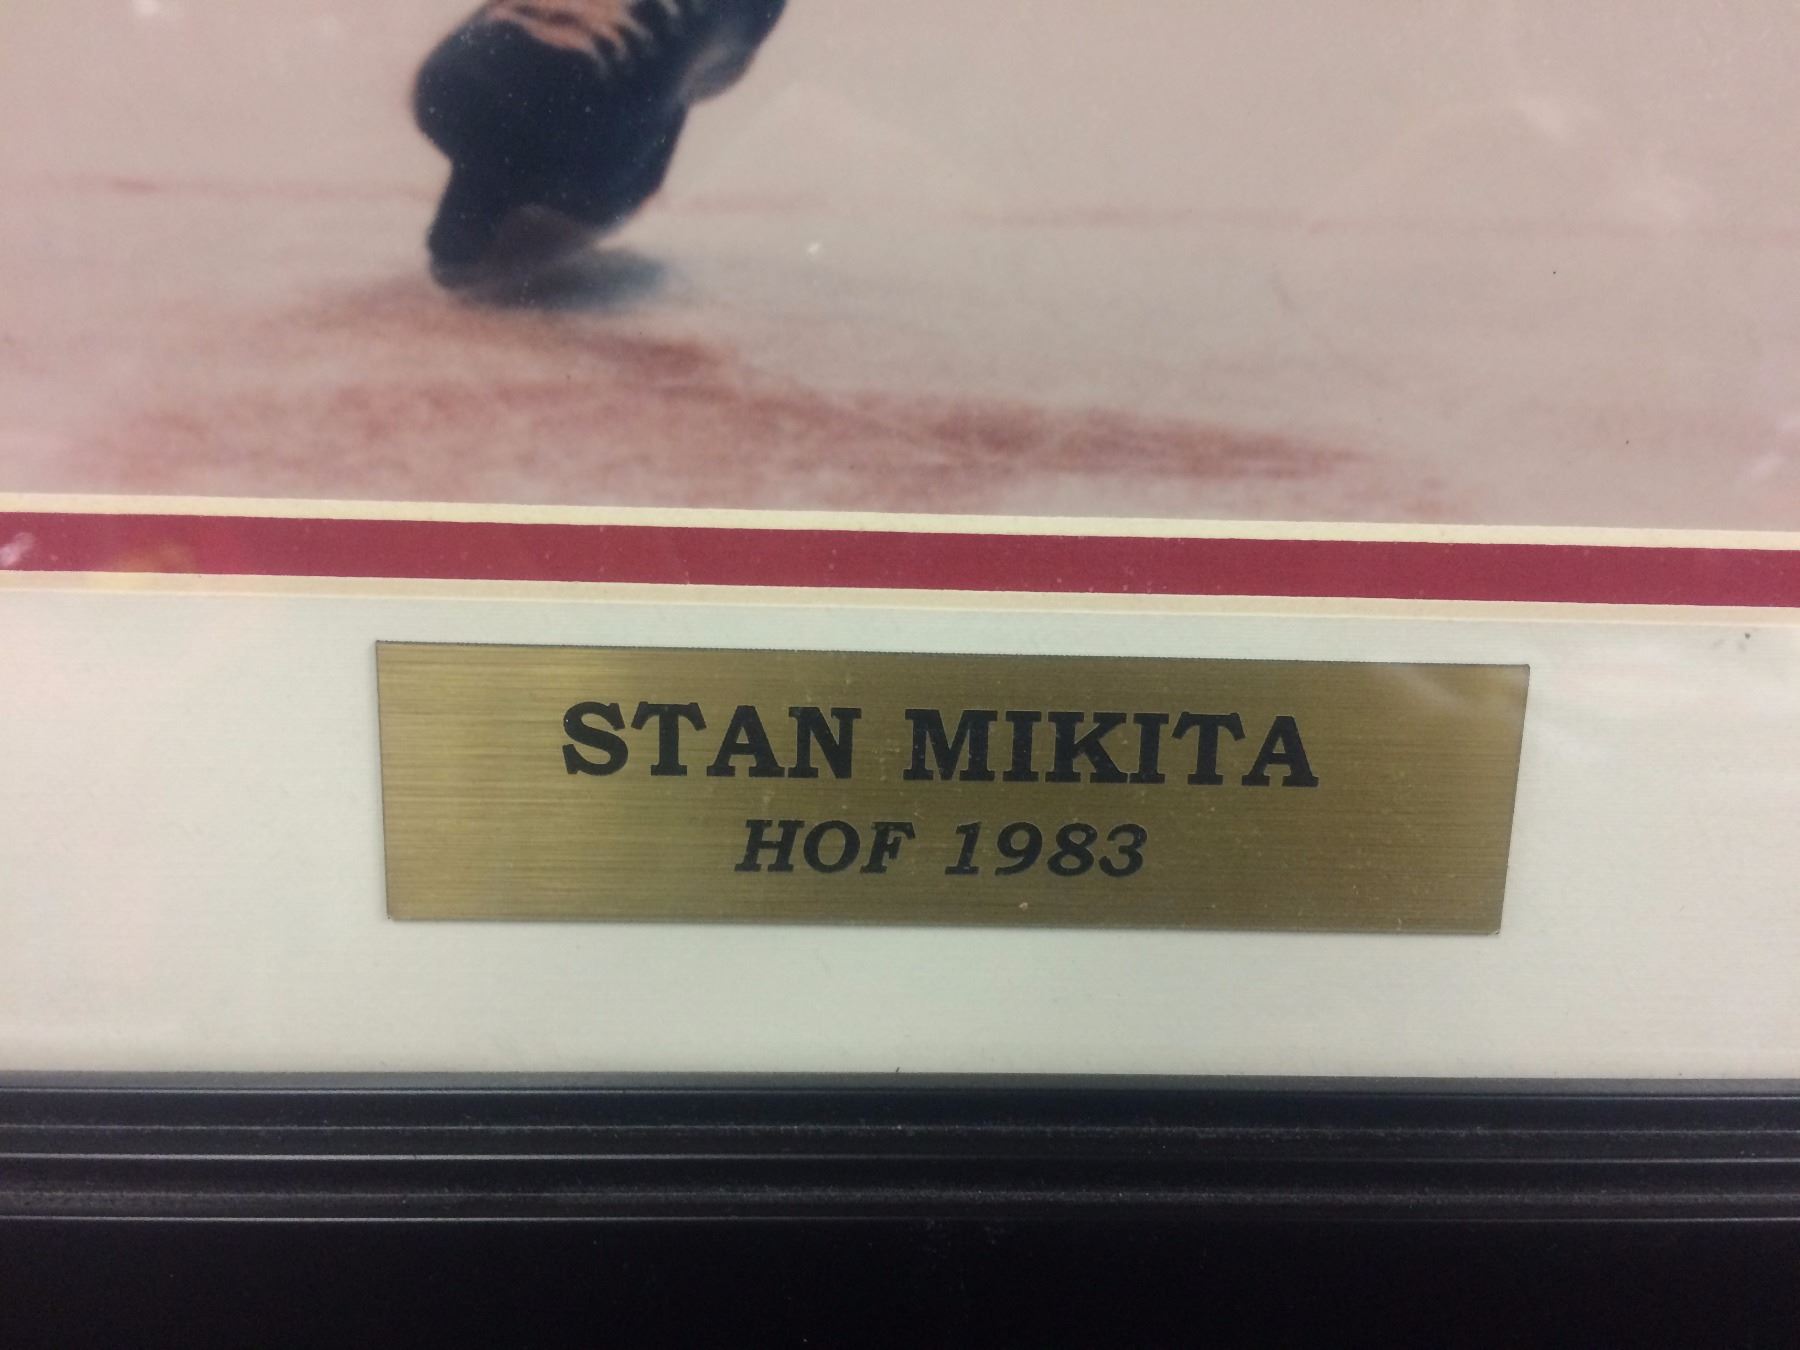 STAN MIKITA
HOF 1983